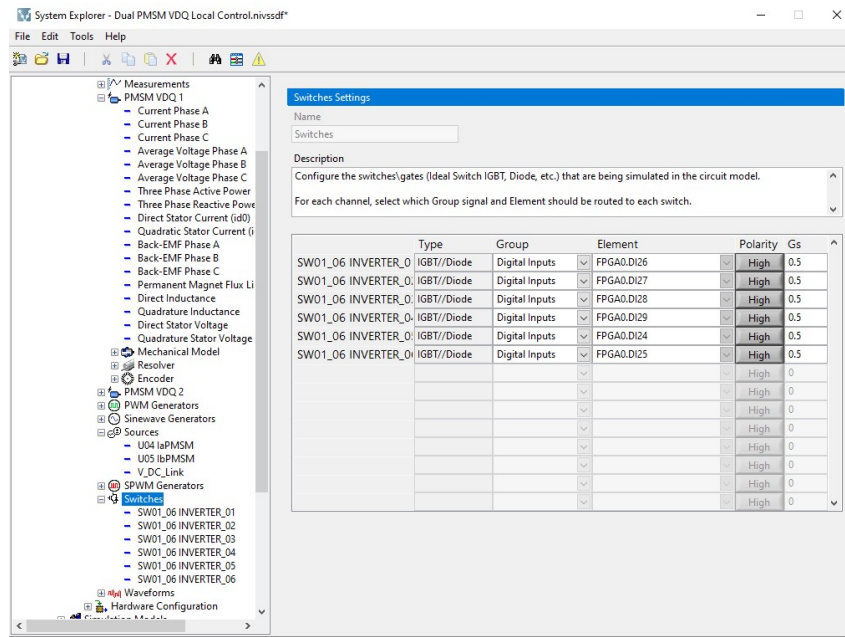 System Explorer - Dual PMSM VDQ Local Control.nivssdf*
File Edit Tools Help
Measurements
PMSM VDQ 1
Current Phase A
Current Phase B
Current Phase C
Average Voltage Phase A
Average Voltage Phase B
Average Voltage Phase C
Three Phase Active Power
Three Phase Reactive Powe
Direct Stator Current (id0)
Quadratic Stator Current (i
Back-EMF Phase A
Back-EMF Phase B
Back-EMF Phase C
Permanent Magnet Flux Li
Direct Inductance
Quadrature Inductance
Direct Stator Voltage
Quadrature Stator Voltage
Mechanical Model
Resolver
Encoder
PMSM VDQ 2
PWM Generators
Sinewave Generators
Sources
U04 IaPMSM
U05 IbPMSM
V_DC_Link
SPWM Generators
Switches
SW01_06 INVERTER_01
SW01_06 INVERTER_02
SW01_06 INVERTER_03
SW01_06 INVERTER_04
SW01_06 INVERTER_05
SW01_06 INVERTER_06
Waveforms
Hardware Configuration
Simulation Models
Switches Settings
Name
Switches
Description
Configure the switches\gates (Ideal Switch IGBT, Diode, etc.) that are being simulated in the circuit model.
For each channel, select which Group signal and Element should be routed to each switch.
Type Group Element Polarity Gs
SW01_06 INVERTER_0 IGBT//Diode Digital Inputs FPGA0.DI26 High 0.5
SW01_06 INVERTER_0 IGBT//Diode Digital Inputs FPGA0.DI27 High 0.5
SW01_06 INVERTER_0 IGBT//Diode Digital Inputs FPGA0.DI28 High 0.5
SW01_06 INVERTER_0 IGBT//Diode Digital Inputs FPGA0.DI29 High 0.5
SW01_06 INVERTER_0 IGBT//Diode Digital Inputs FPGA0.DI24 High 0.5
SW01_06 INVERTER_0 IGBT//Diode Digital Inputs FPGA0.DI25 High 0.5
High 0
High 0
High 0
High 0
High 0
High 0
High 0
High 0